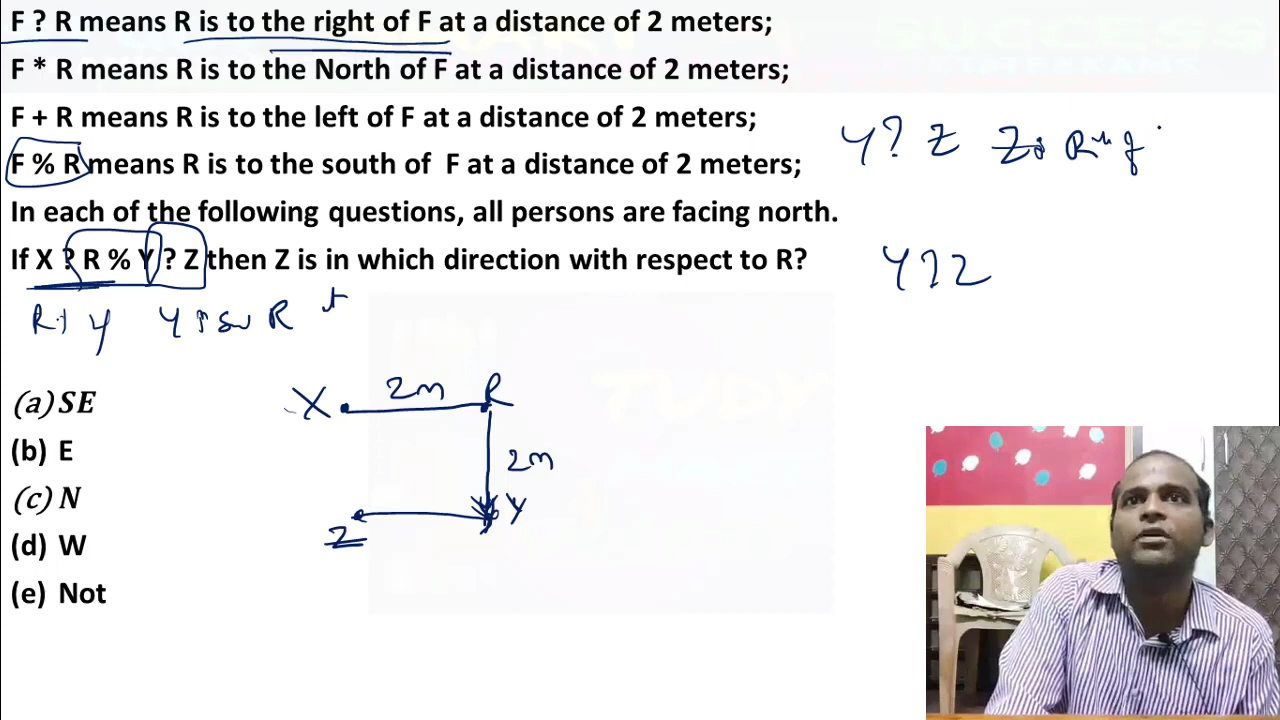 F ? R means R is to the right of F at a distance of 2 meters;
F * R means R is to the North of F at a distance of 2 meters;
F + R means R is to the left of F at a distance of 2 meters;
F % R means R is to the south of F at a distance of 2 meters;
Y ? Z
In each of the following questions, all persons are facing north.
If X ? R % Y ? Z then Z is in which direction with respect to R?
Y ? Z
R
(a) SE
(b) E
(c) N
(d) W
(e) Not
X 2m R
2m
Z Y